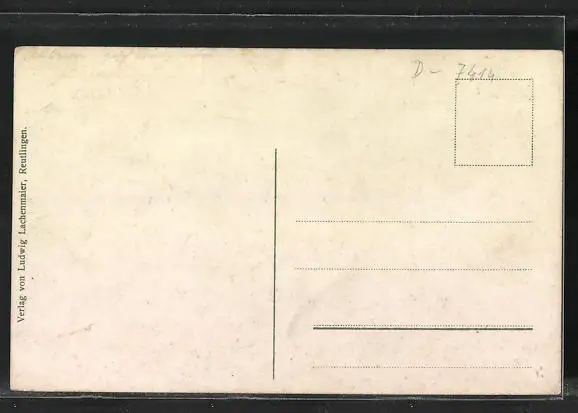 D- 7414
Verlag von Ludwig Lachenmaier, Reutlingen.